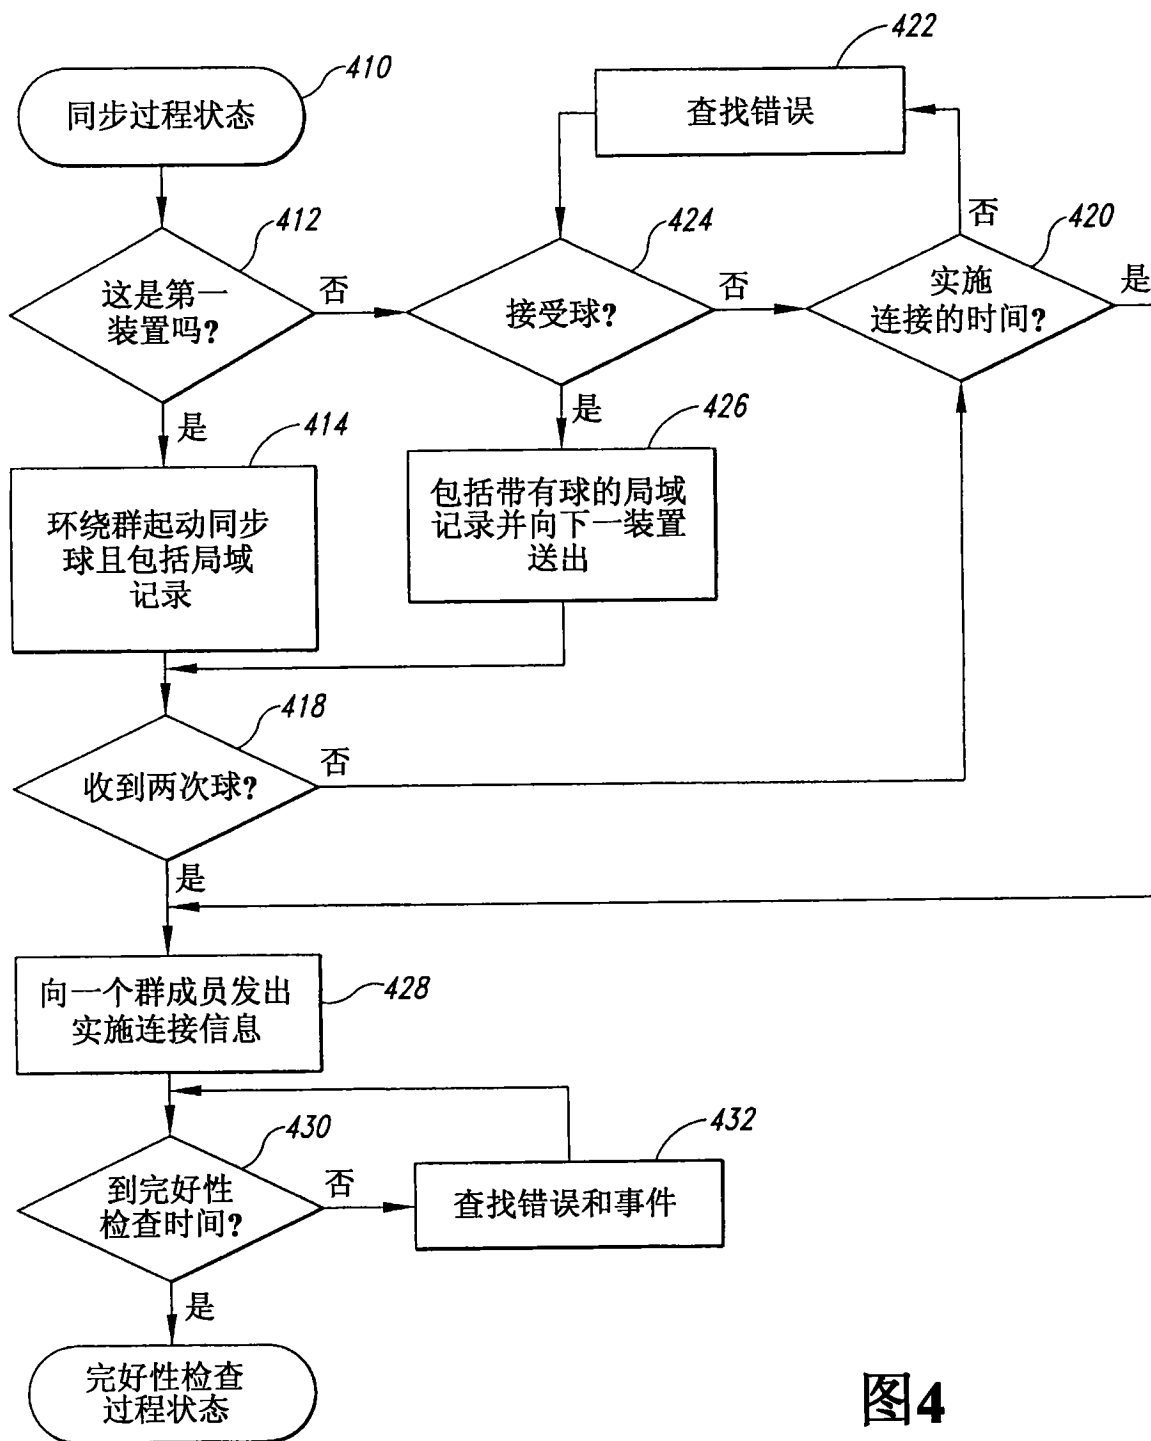 422
410
同步过程状态
查找错误
412
424
否
420
这是第一
装置吗?
否
接受球?
否
实施
连接的时间?
是
是
414
是
426
环绕群起动同步
球且包括局域
记录
包括带有球的局域
记录并向下一装置
送出
418
收到两次球?
否
是
向一个群成员发出
实施连接信息
428
430
432
到完好性
检查时间?
否
查找错误和事件
是
完好性检查
过程状态
图4